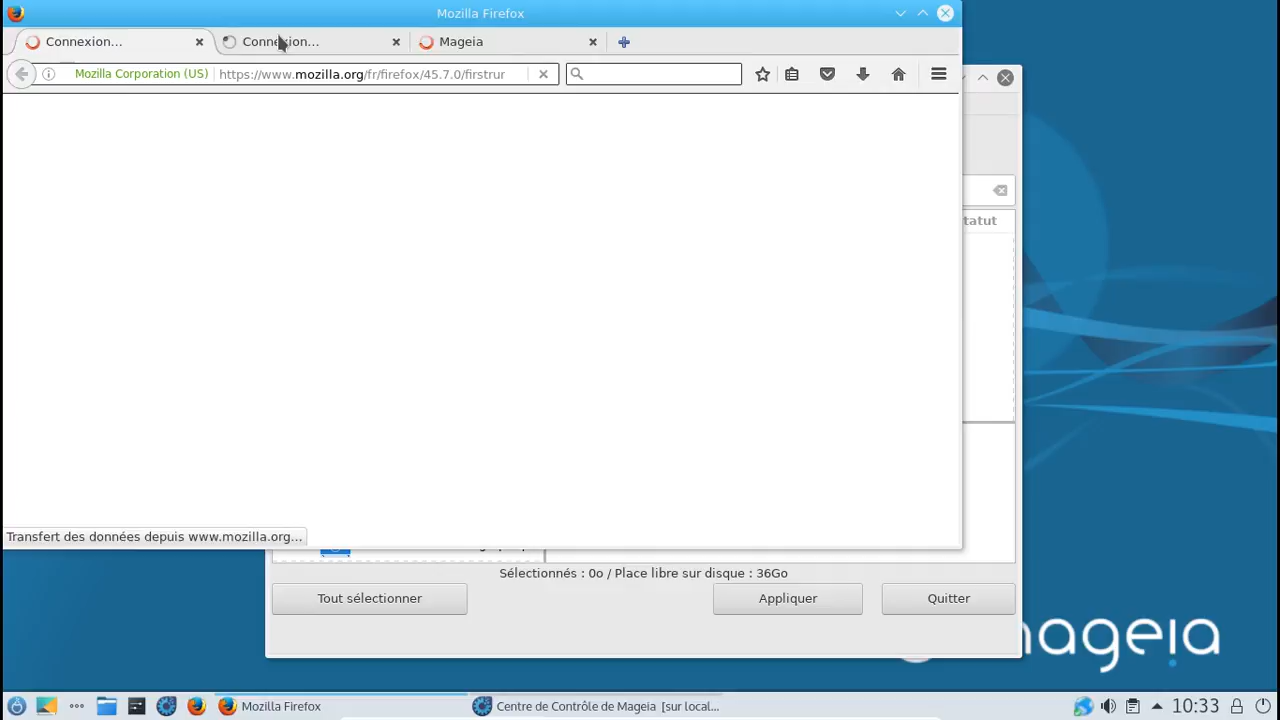 Mozilla Firefox
Connexion...
Connexion...
Mageia
Mozilla Corporation (US)
https://www.mozilla.org/fr/firefox/45.7.0/firstrur
tatut
Transfert des données depuis www.mozilla.org...
Sélectionnés : 0o / Place libre sur disque : 36Go
Tout sélectionner
Appliquer
Quitter
mageia
Mozilla Firefox
Centre de Contrôle de Mageia [sur local...
10:33